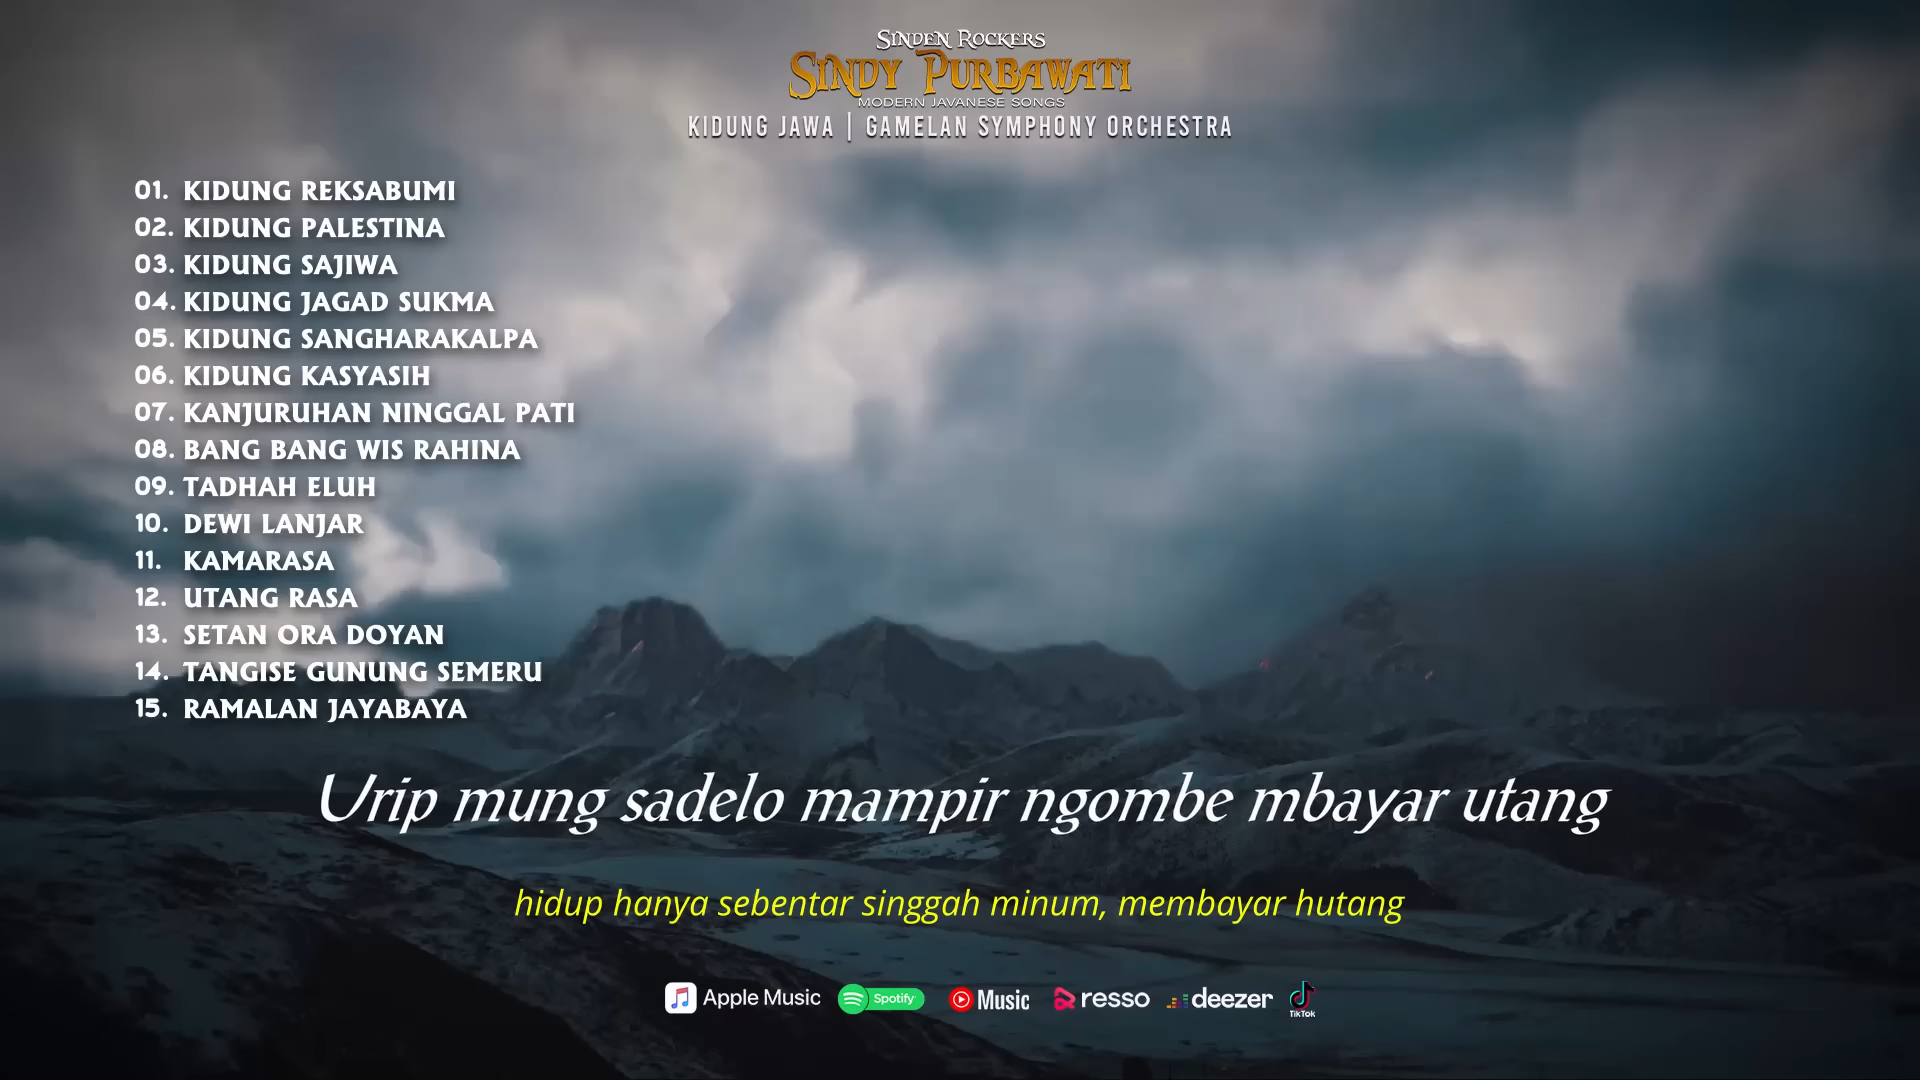 SINDEN ROCKERS
SINDY PURBAWATI
MODERN JAVANESE SONGS
KIDUNG JAWA | GAMELAN SYMPHONY ORCHESTRA
01. KIDUNG REKSABUMI
02. KIDUNG PALESTINA
03. KIDUNG SAJIWA
04. KIDUNG JAGAD SUKMA
05. KIDUNG SANGHARAKALPA
06. KIDUNG KASYASIH
07. KANJURUHAN NINGGAL PATI
08. BANG BANG WIS RAHINA
09. TADHAH ELUH
10. DEWI LANJAR
11. KAMARASA
12. UTANG RASA
13. SETAN ORA DOYAN
14. TANGISE GUNUNG SEMERU
15. RAMALAN JAYABAYA
Urip mung sadelo mampir ngombe mbayar utang
hidup hanya sebentar singgah minum, membayar hutang
Apple Music Spotify Music resso deezer TikTok